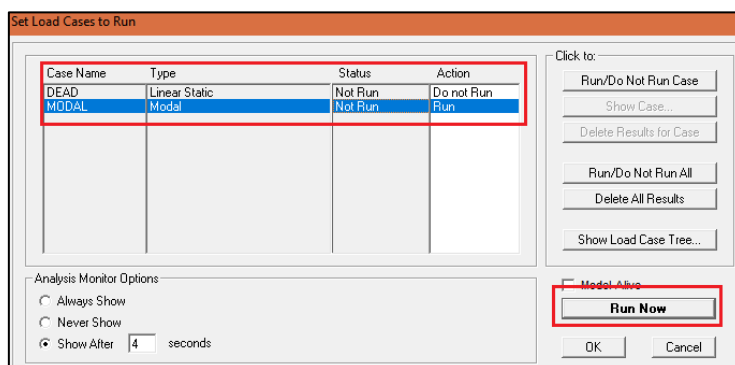 Set Load Cases to Run
Case Name Type Status Action
DEAD Linear Static Not Run Do not Run
MODAL Modal Not Run Run
Click to:
Run/Do Not Run Case
Show Case...
Delete Results for Case
Run/Do Not Run All
Delete All Results
Show Load Case Tree...
Analysis Monitor Options
Always Show
Never Show
Show After 4 seconds
Model-Alive
Run Now
OK Cancel